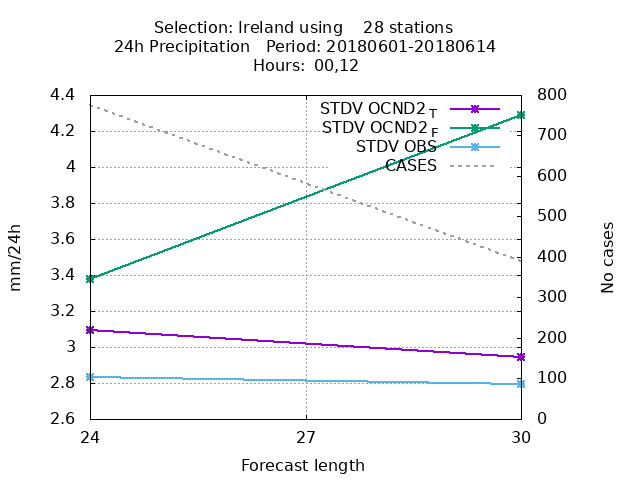 Selection: Ireland using 28 stations
24h Precipitation Period: 20180601-20180614
Hours: 00,12
STDV OCND2 T
STDV OCND2 F
STDV OBS
CASES
4.4
4.2
4
3.8
3.6
3.4
3.2
3
2.8
2.6
mm/24h
800
700
600
500
400
300
200
100
0
No cases
24
27
30
Forecast length